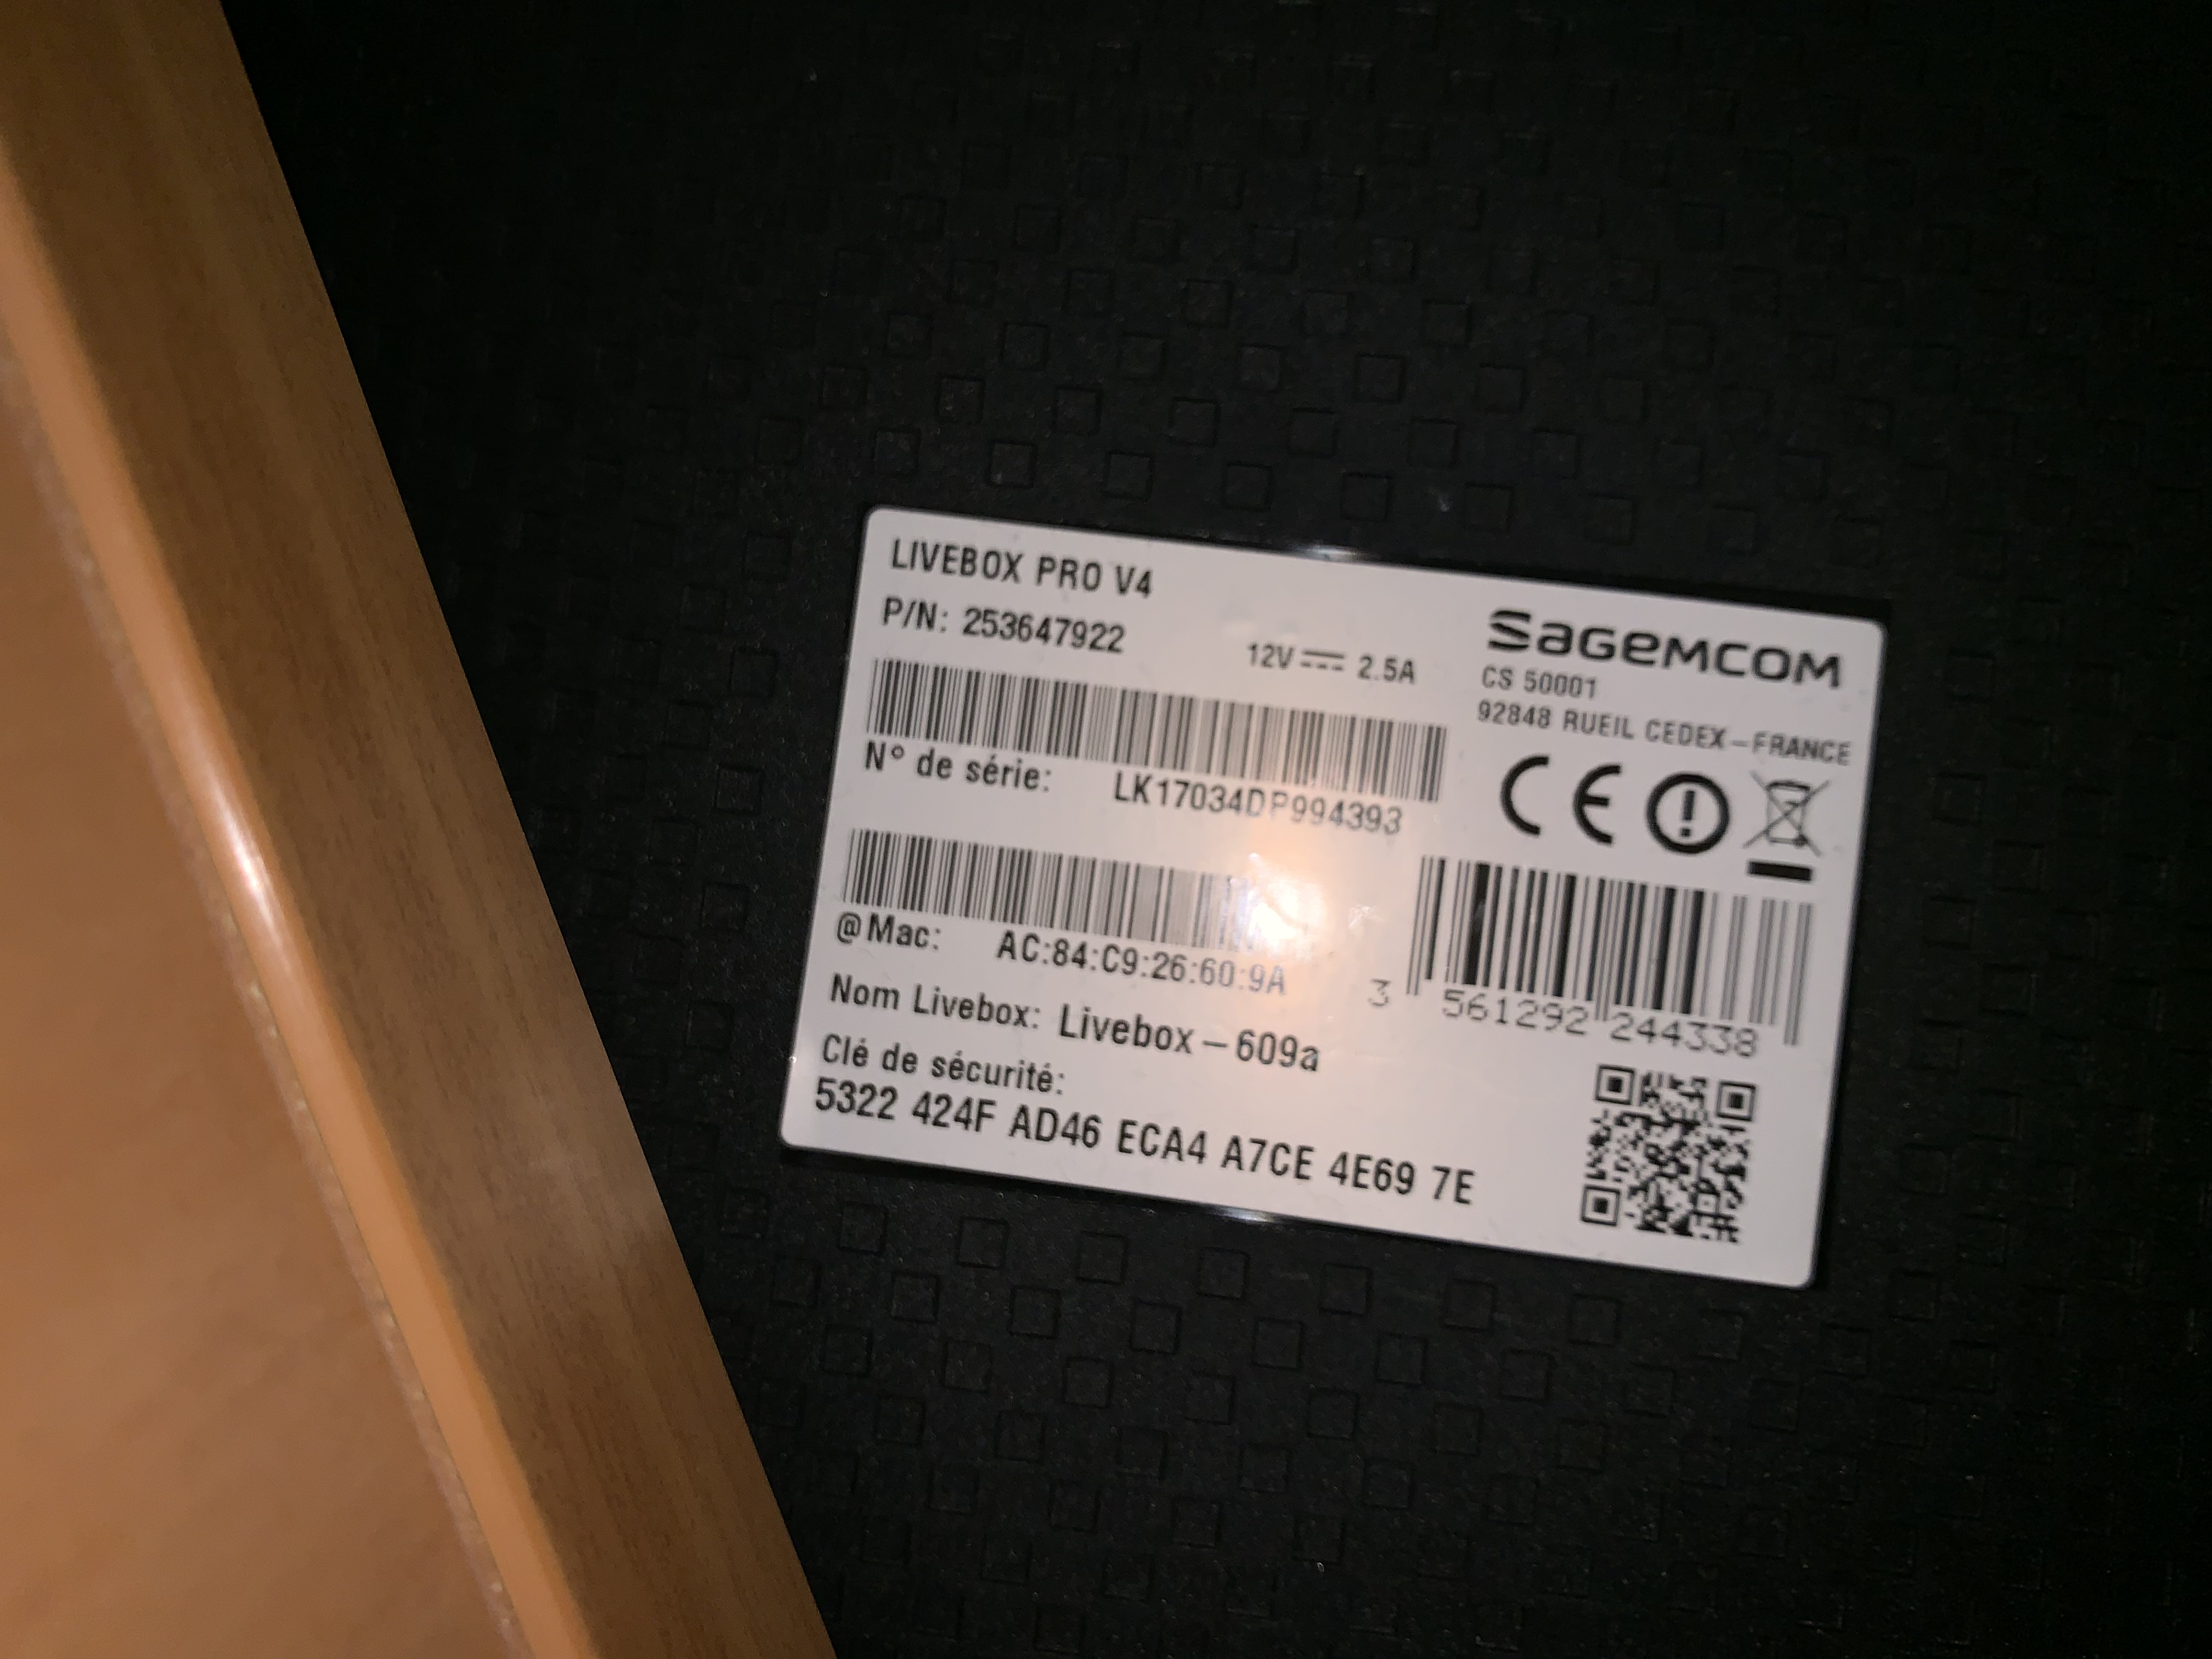 LIVEBOX PRO V4
P/N: 253647922
12V 2.5A
SAGEMCOM
CS 50001
92848 RUEIL CEDEX-FRANCE
N° de série: LK17034DP994393
CE
@Mac: AC:84:C9:26:60:9A
Nom Livebox: Livebox-609a
Clé de sécurité:
5322 424F AD46 ECA4 A7CE 4E69 7E
3 561292 244338